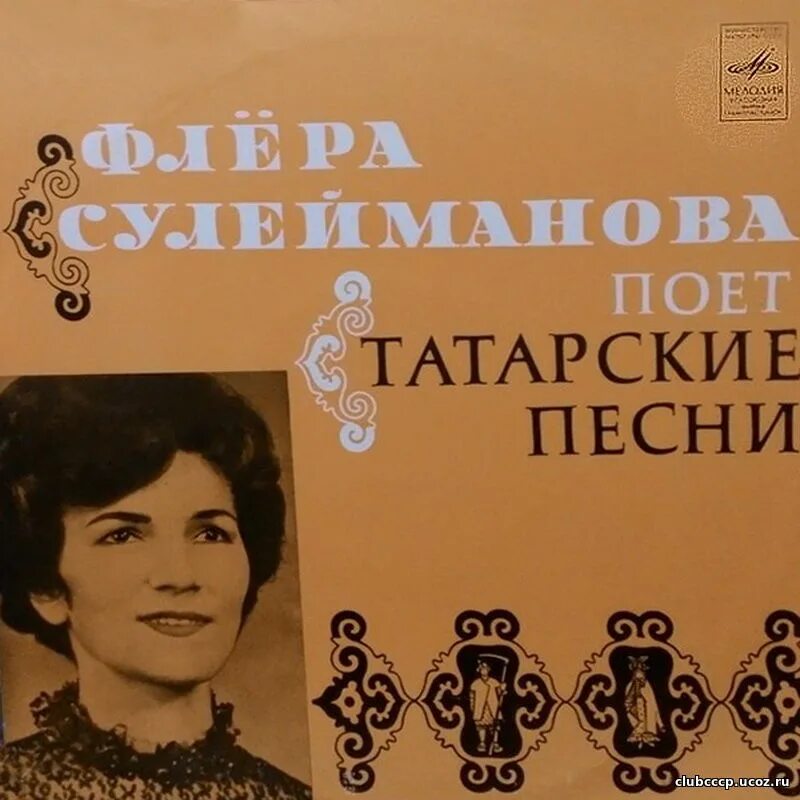 МЕЛОДИЯ
ФЛЁРА
СУЛЕЙМАНОВА
ПОЕТ
ТАТАРСКИЕ
ПЕСНИ
clubcccp.ucoz.ru